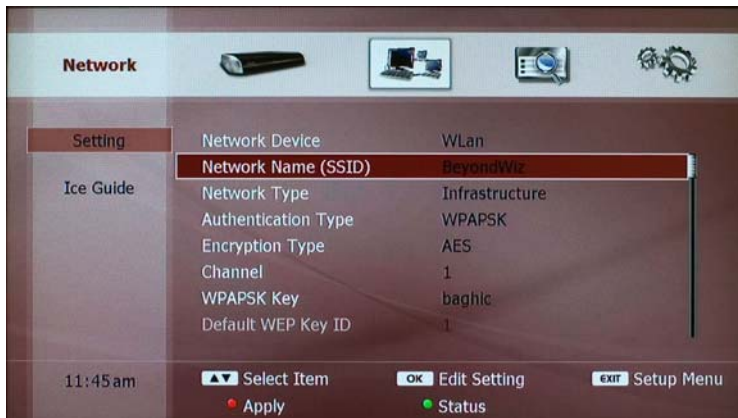 Network
Setting
Ice Guide
Network Device WLan
Network Name (SSID) BeyondWiz
Network Type Infrastructure
Authentication Type WPAPSK
Encryption Type AES
Channel 1
WPAPSK Key baghic
Default WEP Key ID 1
11:45am
▲▼ Select Item OK Edit Setting EXIT Setup Menu
Apply Status